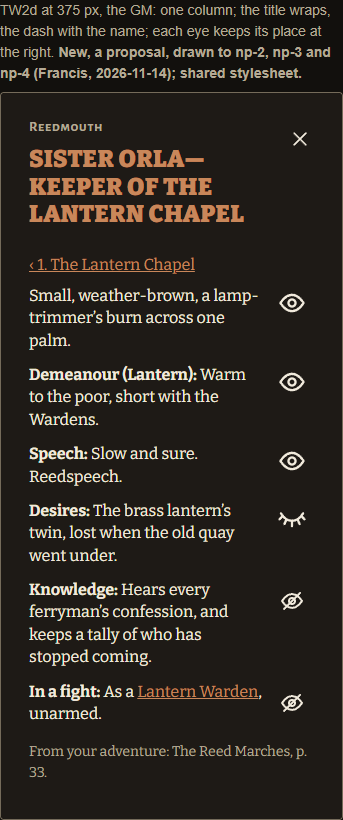 TW2d at 375 px, the GM: one column; the title wraps,
the dash with the name; each eye keeps its place at
the right. New, a proposal, drawn to np-2, np-3 and
np-4 (Francis, 2026-11-14); shared stylesheet.
Reedmouth
SISTER ORLA—
KEEPER OF THE
LANTERN CHAPEL
‹ 1. The Lantern Chapel
Small, weather-brown, a lamp-
trimmer’s burn across one
palm.
Demeanour (Lantern): Warm
to the poor, short with the
Wardens.
Speech: Slow and sure.
Reedspeech.
Desires: The brass lantern’s
twin, lost when the old quay
went under.
Knowledge: Hears every
ferryman’s confession, and
keeps a tally of who has
stopped coming.
In a fight: As a Lantern Warden,
unarmed.
From your adventure: The Reed Marches, p.
33.